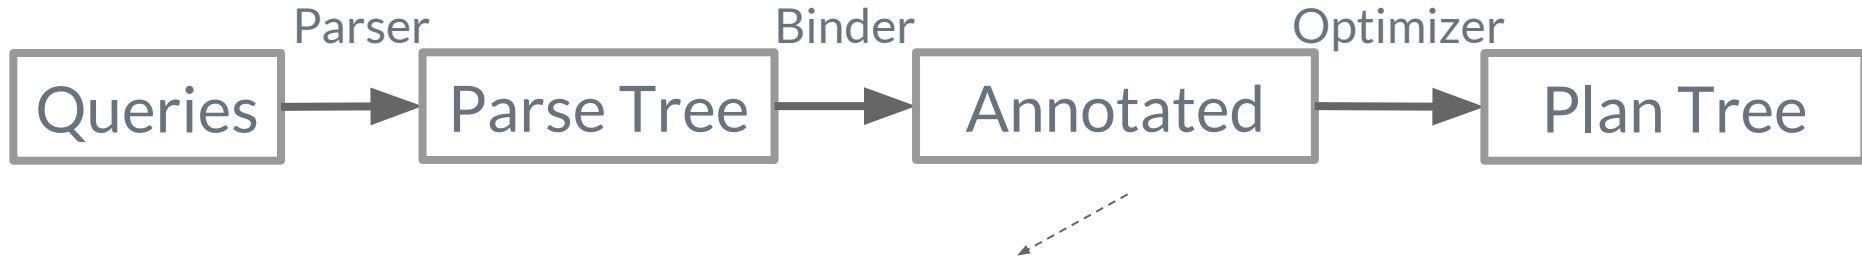 Parser Binder Optimizer
Queries Parse Tree Annotated Plan Tree